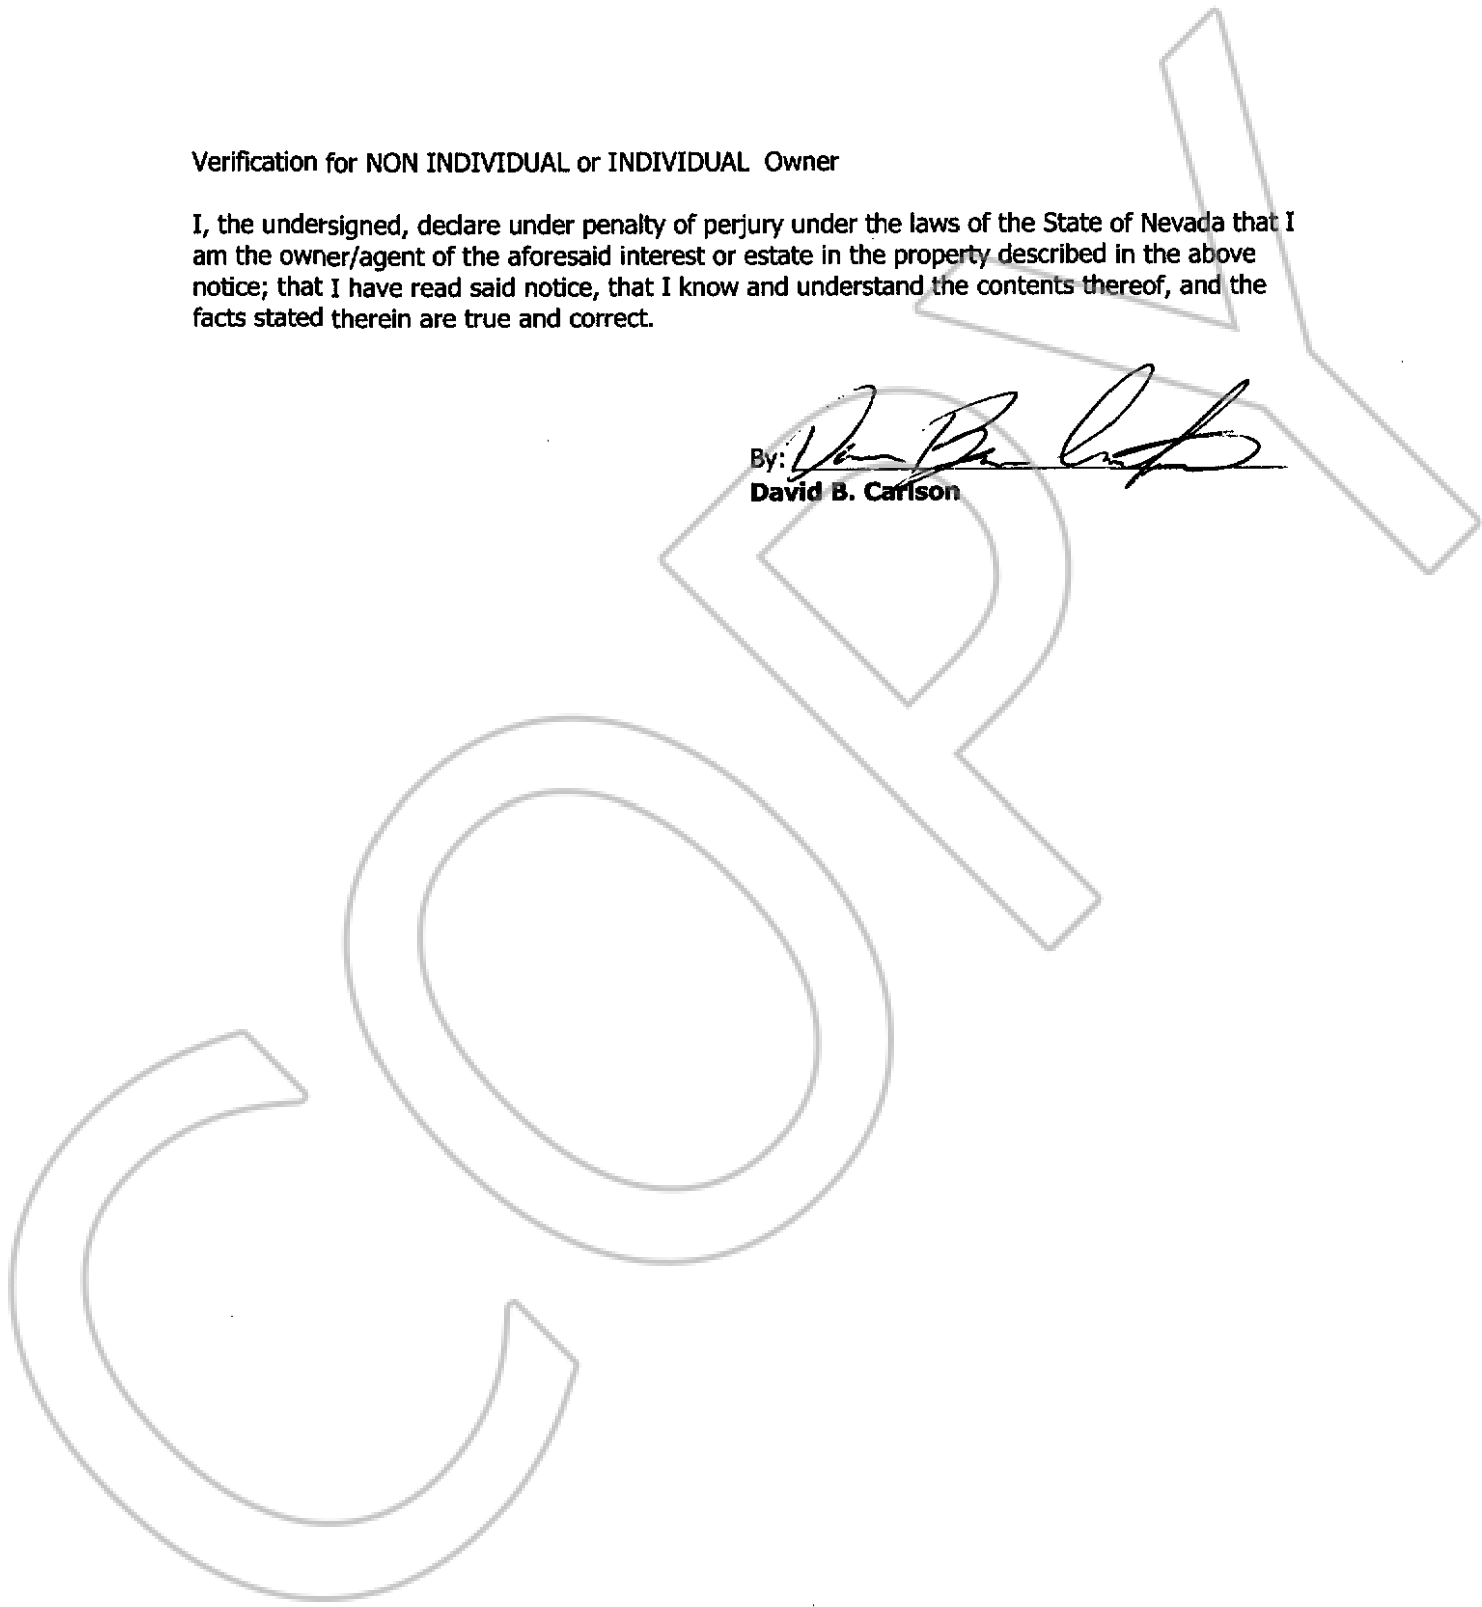 Verification for NON INDIVIDUAL or INDIVIDUAL Owner
I, the undersigned, declare under penalty of perjury under the laws of the State of Nevada that I
am the owner/agent of the aforesaid interest or estate in the property described in the above
notice; that I have read said notice, that I know and understand the contents thereof, and the
facts stated therein are true and correct.
By:
David B. Carlson
COPY